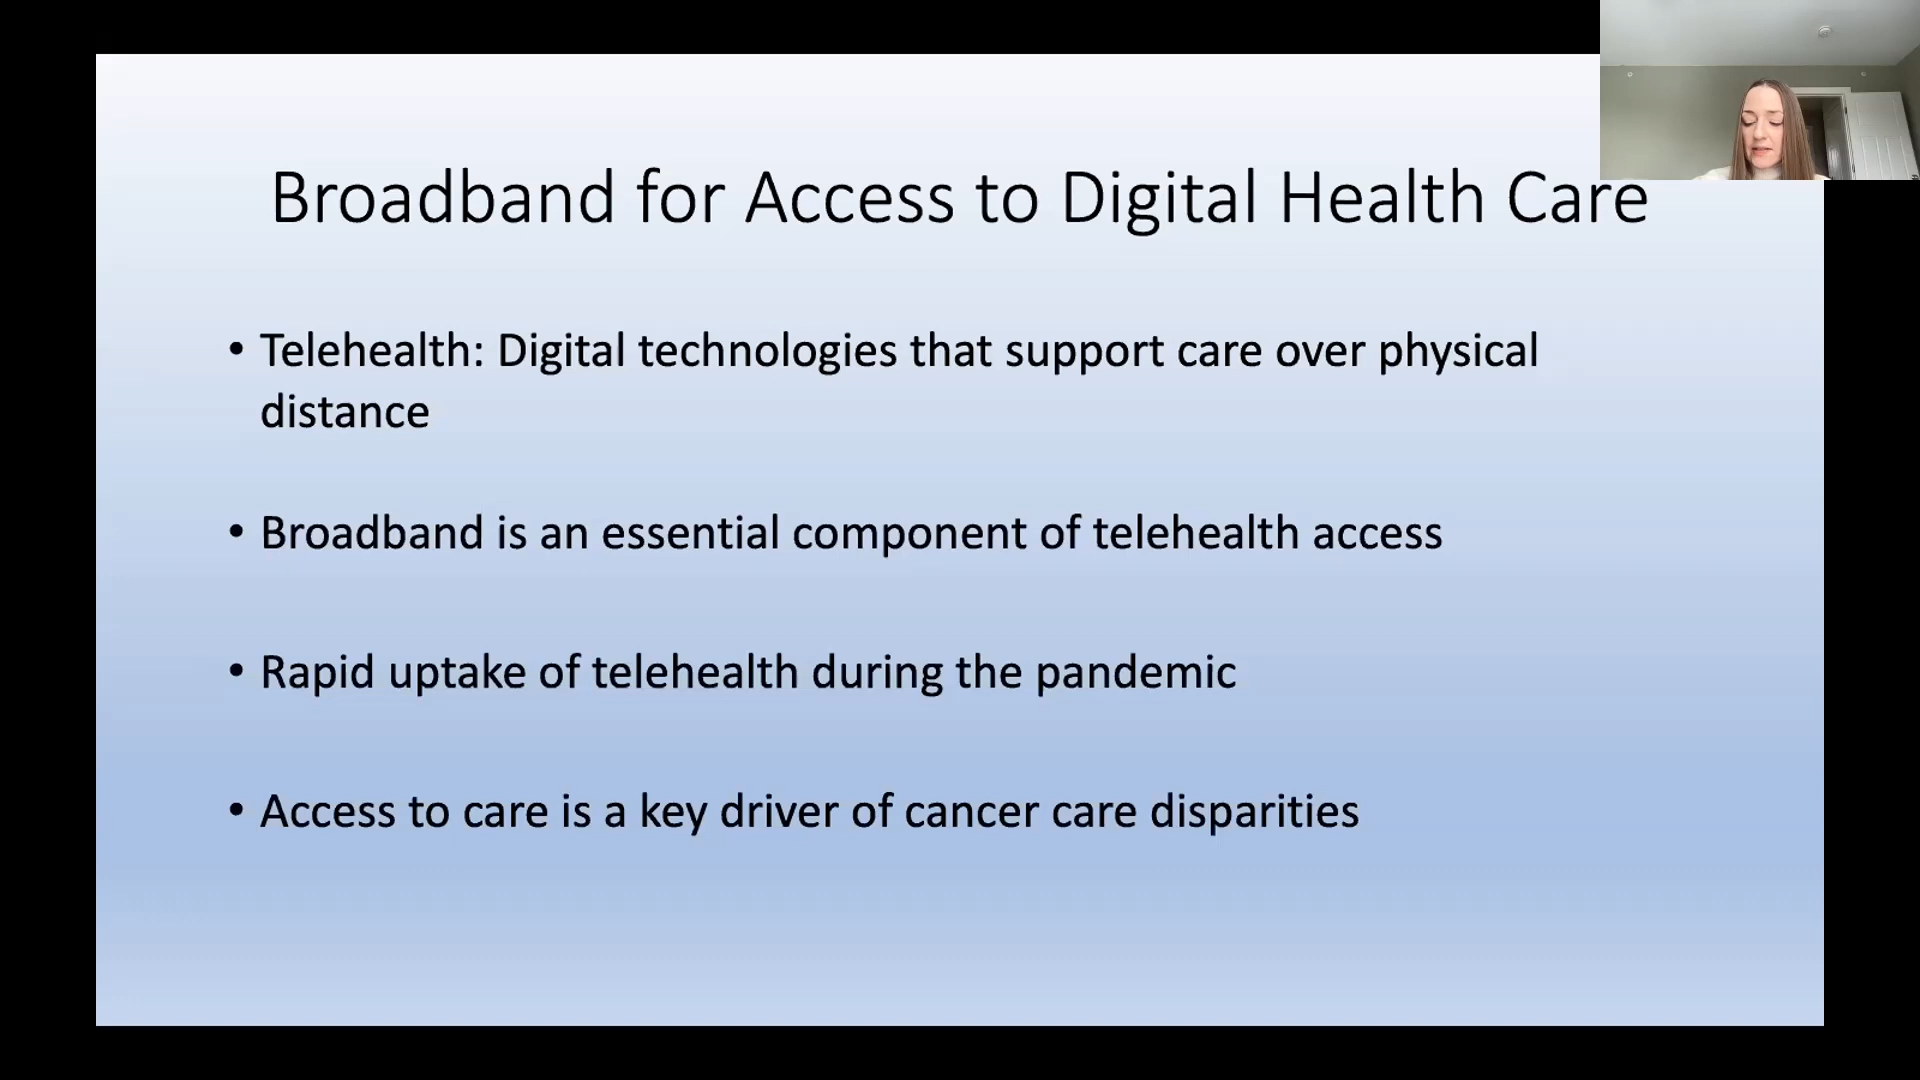 Broadband for Access to Digital Health Care
• Telehealth: Digital technologies that support care over physical
distance
• Broadband is an essential component of telehealth access
• Rapid uptake of telehealth during the pandemic
• Access to care is a key driver of cancer care disparities